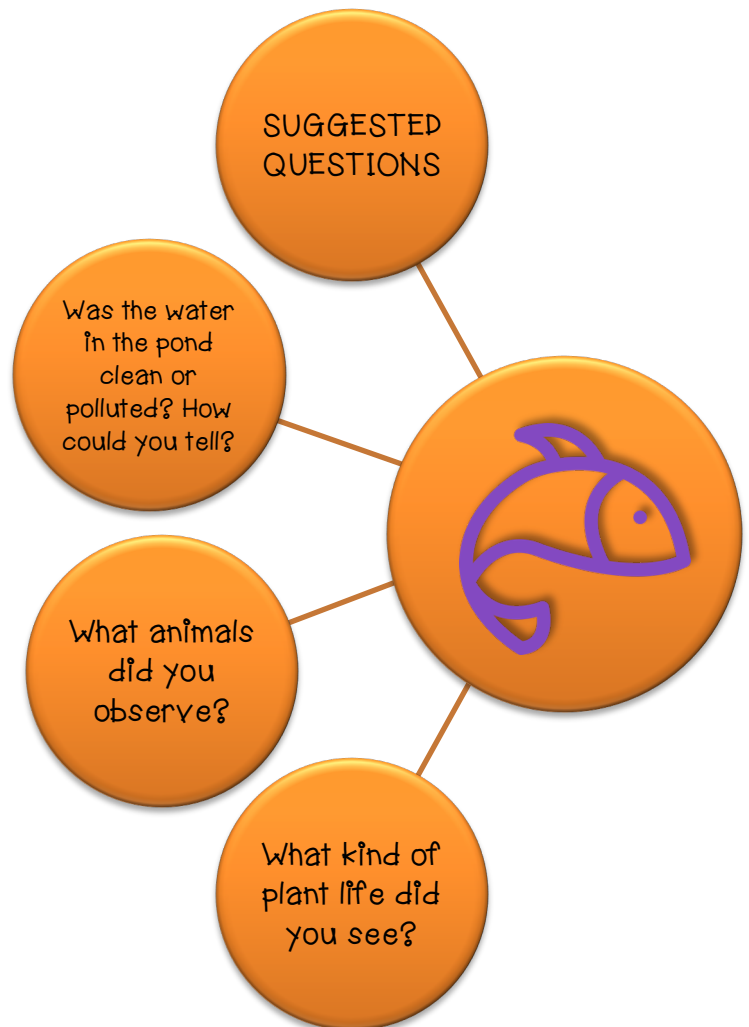 SUGGESTED
QUESTIONS
Was the water
in the pond
clean or
polluted? How
could you tell?
What animals
did you
observe?
What kind of
plant life did
you see?